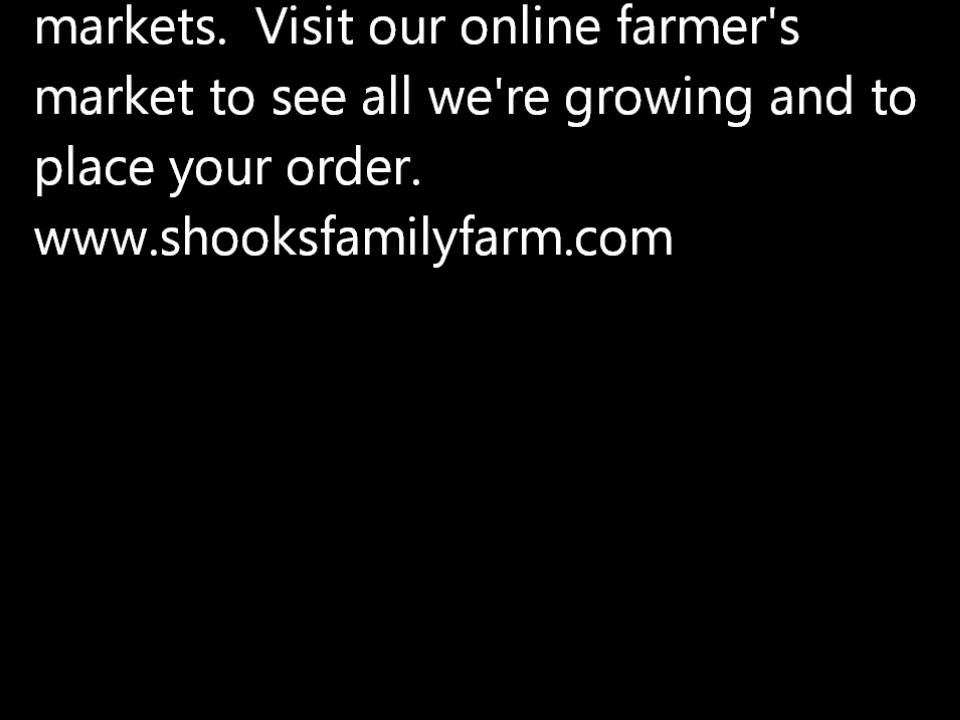 markets.  Visit our online farmer's
market to see all we're growing and to
place your order.
www.shooksfamilyfarm.com